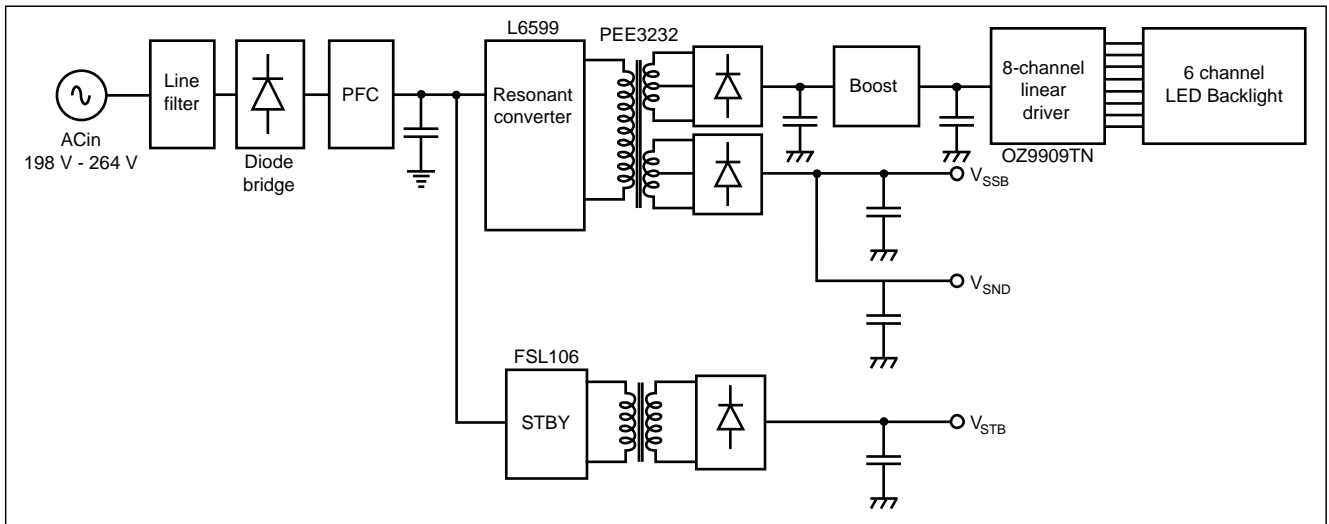 L6599
PEE3232
Line
filter
PFC
Resonant
converter
Boost
8-channel
linear
driver
6 channel
LED Backlight
ACin
198 V - 264 V
Diode
bridge
OZ9909TN
VSSB
VSND
FSL106
STBY
VSTB